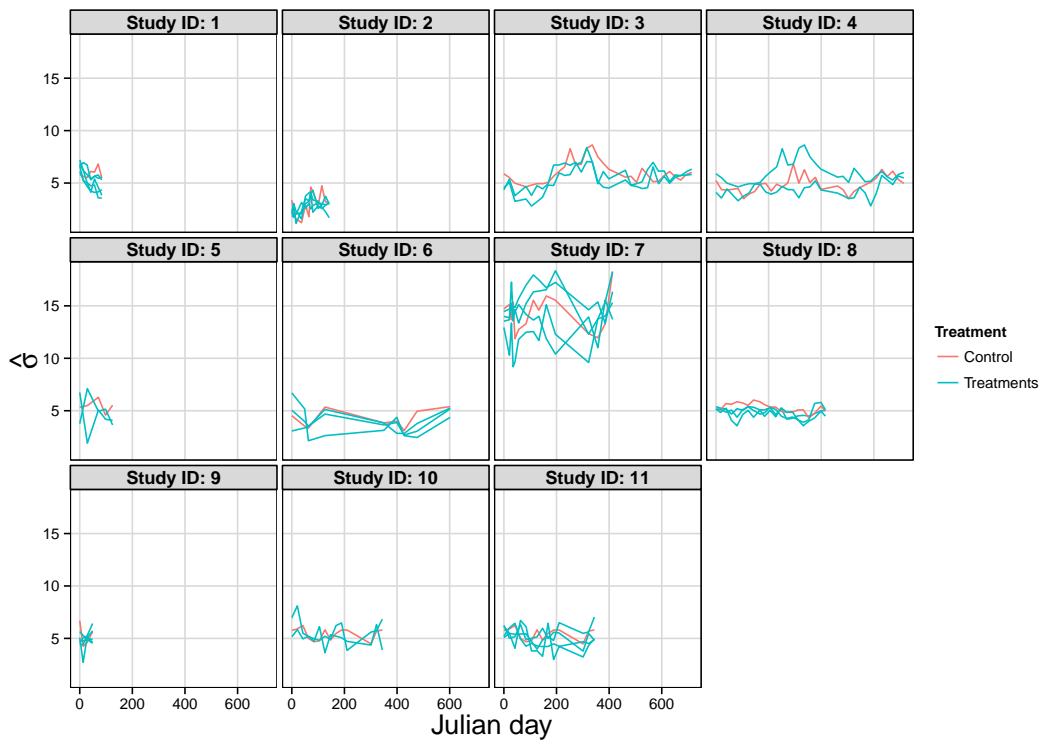 Study ID: 1 Study ID: 2 Study ID: 3 Study ID: 4
15
10
5
Study ID: 5 Study ID: 6 Study ID: 7 Study ID: 8
15
10
5
Study ID: 9 Study ID: 10 Study ID: 11
15
10
5
0 200 400 600 0 200 400 600 0 200 400 600
Julian day
σ̂
Treatment
Control
Treatments